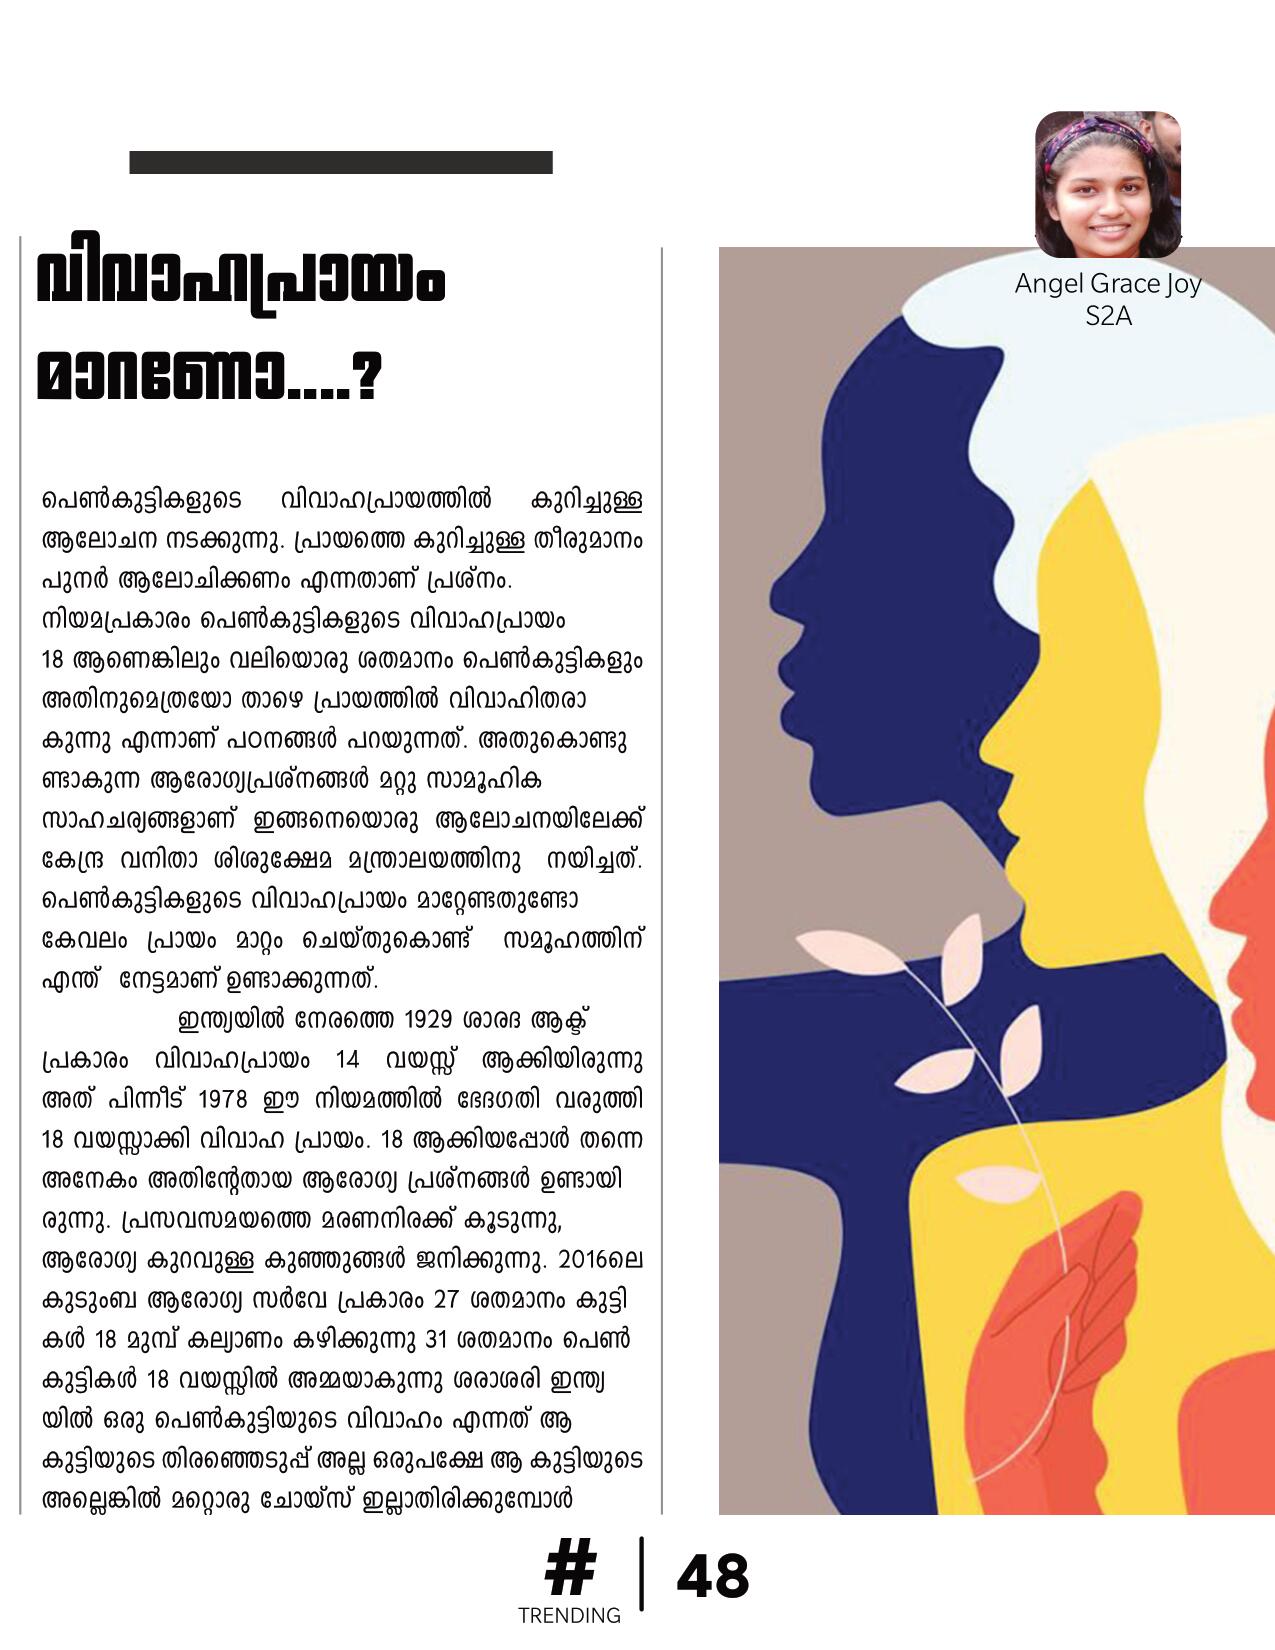 വിവാഹപ്രായം
മാറണോ....?
Angel Grace Joy
S2A
പെൺകുട്ടികളുടെ വിവാഹപ്രായത്തിൽ കുറിച്ചുള്ള
ആലോചന നടക്കുന്നു. പ്രായത്തെ കുറിച്ചുള്ള തീരുമാനം
പുനർ ആലോചിക്കണം എന്നതാണ് പ്രശ്നം.
നിയമപ്രകാരം പെൺകുട്ടികളുടെ വിവാഹപ്രായം
18 ആണെങ്കിലും വലിയൊരു ശതമാനം പെൺകുട്ടികളും
അതിനുമെത്രയോ താഴെ പ്രായത്തിൽ വിവാഹിതരാ
കുന്നു എന്നാണ് പഠനങ്ങൾ പറയുന്നത്. അതുകൊണ്ടു
ണ്ടാകുന്ന ആരോഗ്യപ്രശ്നങ്ങൾ മറ്റു സാമൂഹിക
സാഹചര്യങ്ങളാണ് ഇങ്ങനെയൊരു ആലോചനയിലേക്ക്
കേന്ദ്ര വനിതാ ശിശുക്ഷേമ മന്ത്രാലയത്തിനു നയിച്ചത്.
പെൺകുട്ടികളുടെ വിവാഹപ്രായം മാറ്റേണ്ടതുണ്ടോ
കേവലം പ്രായം മാറ്റം ചെയ്തുകൊണ്ട് സമൂഹത്തിന്
എന്ത് നേട്ടമാണ് ഉണ്ടാക്കുന്നത്.
ഇന്ത്യയിൽ നേരത്തെ 1929 ശാരദ ആക്ട്
പ്രകാരം വിവാഹപ്രായം 14 വയസ്സ് ആക്കിയിരുന്നു
അത് പിന്നീട് 1978 ഈ നിയമത്തിൽ ഭേദഗതി വരുത്തി
18 വയസ്സാക്കി വിവാഹ പ്രായം. 18 ആക്കിയപ്പോൾ തന്നെ
അനേകം അതിന്റേതായ ആരോഗ്യ പ്രശ്നങ്ങൾ ഉണ്ടായി
രുന്നു. പ്രസവസമയത്തെ മരണനിരക്ക് കൂടുന്നു,
ആരോഗ്യ കുറവുള്ള കുഞ്ഞുങ്ങൾ ജനിക്കുന്നു. 2016ലെ
കുടുംബ ആരോഗ്യ സർവേ പ്രകാരം 27 ശതമാനം കുട്ടി
കൾ 18 മുമ്പ് കല്യാണം കഴിക്കുന്നു 31 ശതമാനം പെൺ
കുട്ടികൾ 18 വയസ്സിൽ അമ്മയാകുന്നു ശരാശരി ഇന്ത്യ
യിൽ ഒരു പെൺകുട്ടിയുടെ വിവാഹം എന്നത് ആ
കുട്ടിയുടെ തിരഞ്ഞെടുപ്പ് അല്ല ഒരുപക്ഷേ ആ കുട്ടിയുടെ
അല്ലെങ്കിൽ മറ്റൊരു ചോയ്സ് ഇല്ലാതിരിക്കുമ്പോൾ
#
TRENDING
48